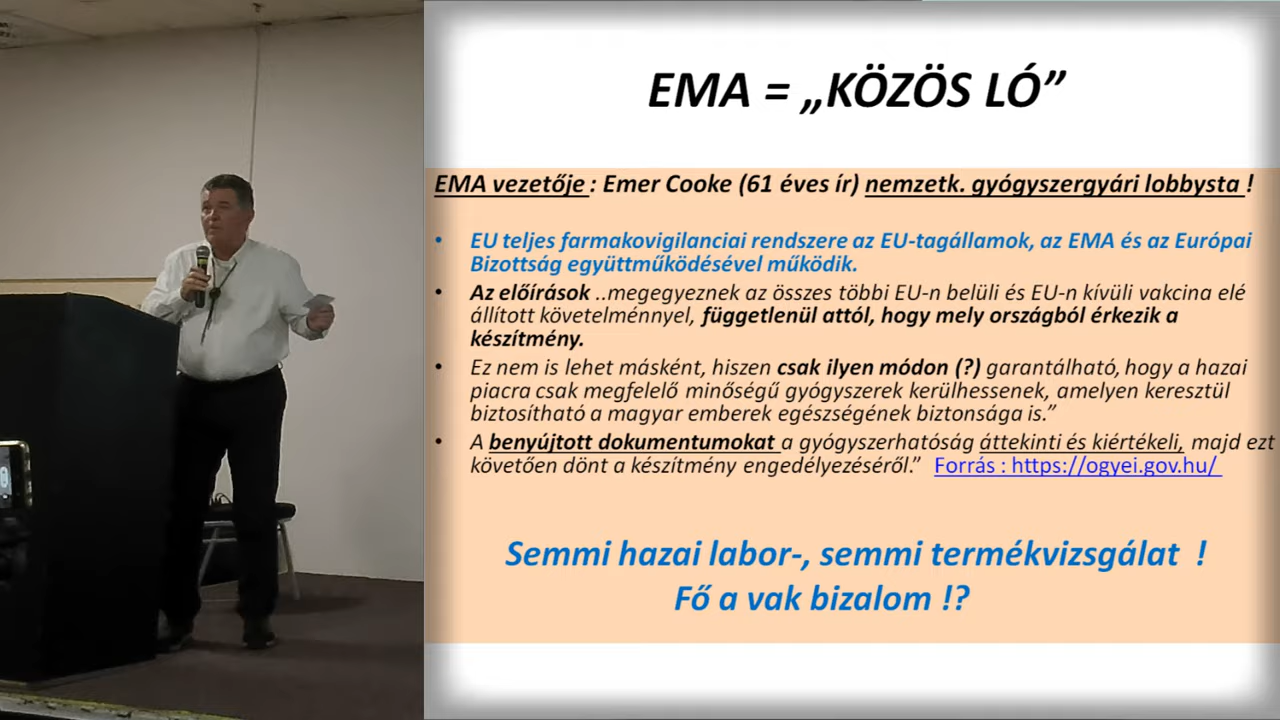 EMA = „KÖZÖS LÓ”
EMA vezetője : Emer Cooke (61 éves ír) nemzetk. gyógyszergyári lobbysta !
• EU teljes farmakovigilanciai rendszere az EU-tagállamok, az EMA és az Európai
Bizottság együttműködésével működik.
• Az előírások ..megegyeznek az összes többi EU-n belüli és EU-n kívüli vakcina elé
állított követelménnyel, függetlenül attól, hogy mely országból érkezik a
készítmény.
• Ez nem is lehet másként, hiszen csak ilyen módon (?) garantálható, hogy a hazai
piacra csak megfelelő minőségű gyógyszerek kerülhessenek, amelyen keresztül
biztosítható a magyar emberek egészségének biztonsága is.”
• A benyújtott dokumentumokat a gyógyszerhatóság áttekinti és kiértékeli, majd ezt
követően dönt a készítmény engedélyezéséről.” Forrás : https://ogyei.gov.hu/
Semmi hazai labor-, semmi termékvizsgálat !
Fő a vak bizalom !?